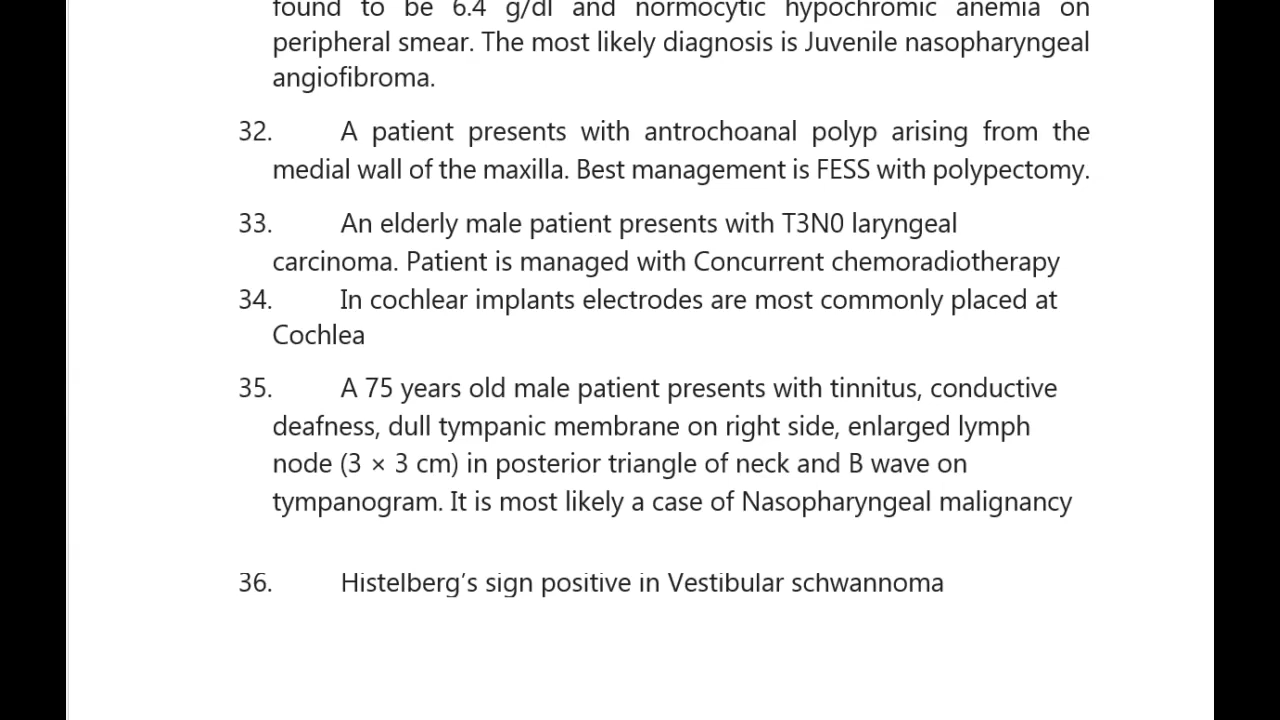 found to be 6.4 g/dl and normocytic hypochromic anemia on
peripheral smear. The most likely diagnosis is Juvenile nasopharyngeal
angiofibroma.
32. A patient presents with antrochoanal polyp arising from the
medial wall of the maxilla. Best management is FESS with polypectomy.
33. An elderly male patient presents with T3N0 laryngeal
carcinoma. Patient is managed with Concurrent chemoradiotherapy
34. In cochlear implants electrodes are most commonly placed at
Cochlea
35. A 75 years old male patient presents with tinnitus, conductive
deafness, dull tympanic membrane on right side, enlarged lymph
node (3 × 3 cm) in posterior triangle of neck and B wave on
tympanogram. It is most likely a case of Nasopharyngeal malignancy
36. Histelberg's sign positive in Vestibular schwannoma